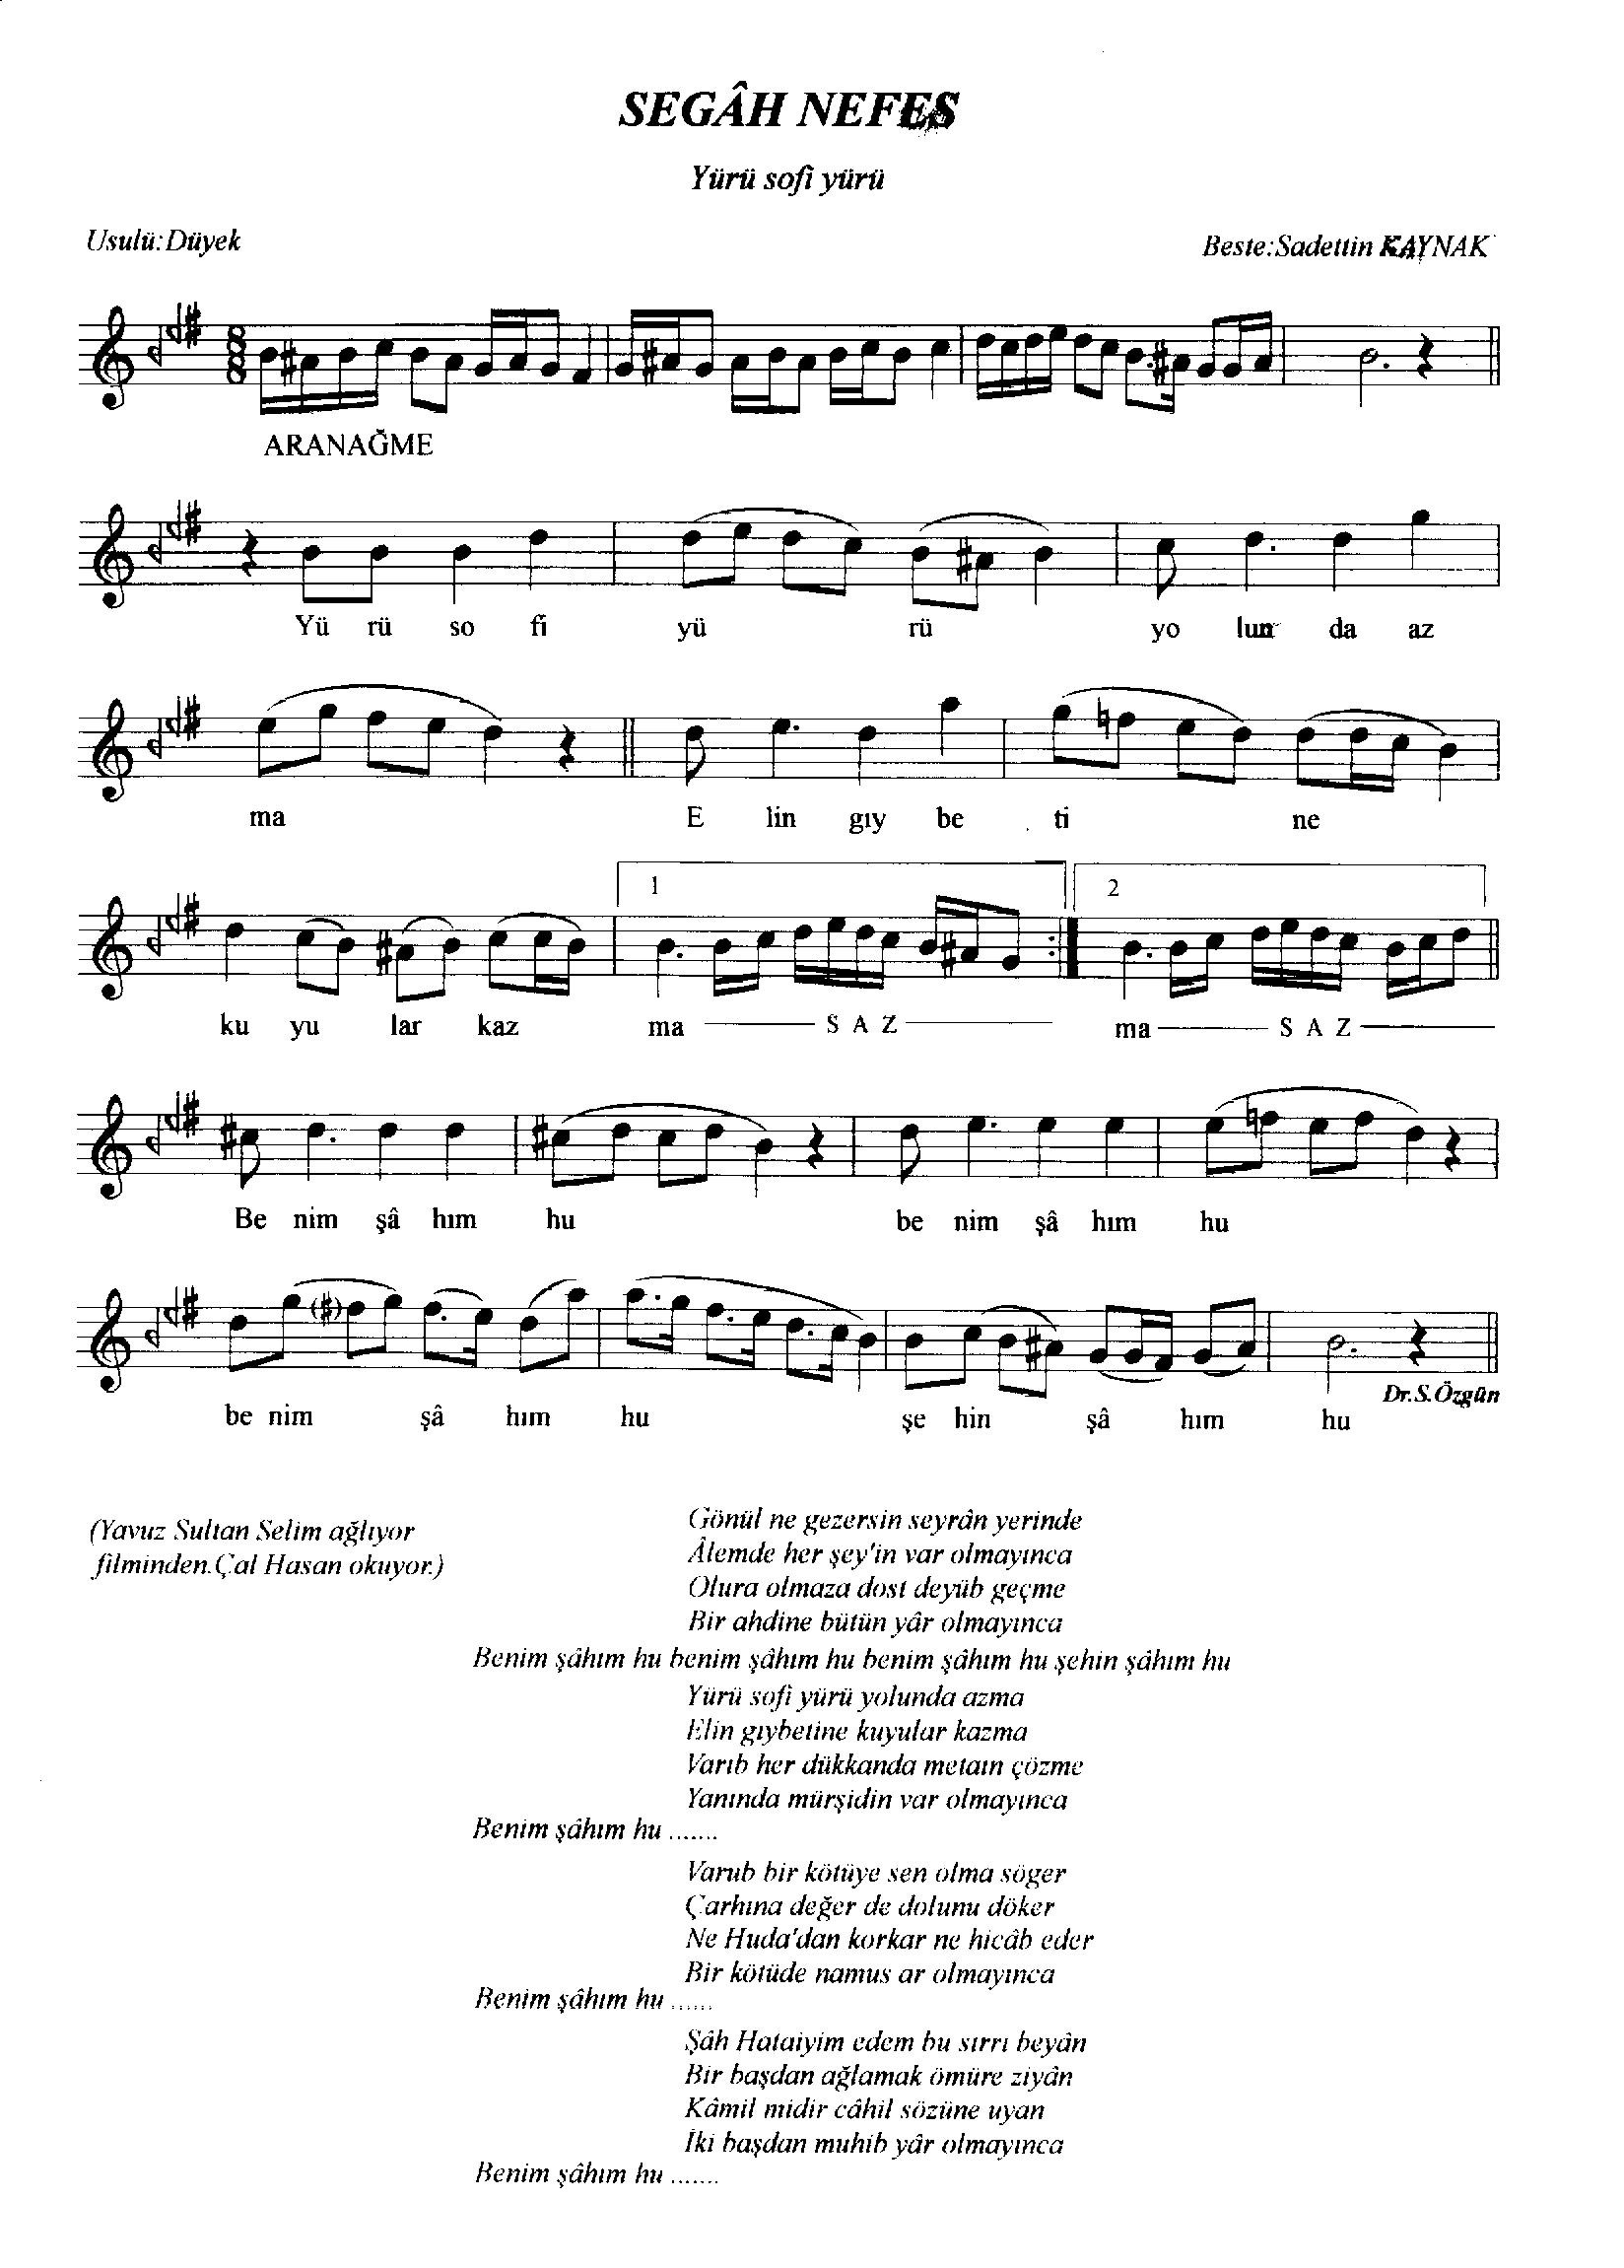 SEGÂH NEFES
Yürü sofî yürü
Usulü:Düyek
Beste:Sadettin KAYNAK
8
8
ARANAĞME
Yü rü so fi yü rü yo lun da az
ma E lin gıy be ti ne
1 2
ku yu lar kaz ma S A Z ma S A Z
Be nim şâ hım hu be nim şâ hım hu
Dr.S.Özgün
be nim şâ hım hu şe hin şâ hım hu
(Yavuz Sultan Selim ağlıyor
filminden.Çal Hasan okuyor.)
Gönül ne gezersin seyrân yerinde
Âlemde her şey'in var olmayınca
Olura olmaza dost deyüb geçme
Bir ahdine bütün yâr olmayınca
Benim şâhım hu benim şâhım hu benim şâhım hu şehin şâhım hu
Yürü sofî yürü yolunda azma
Elin gıybetine kuyular kazma
Varıb her dükkanda metaın çözme
Yanında mürşidin var olmayınca
Benim şâhım hu .......
Varub bir kötüye sen olma söger
Çarhına değer de dolunu döker
Ne Huda'dan korkar ne hicâb eder
Bir kötüde namus ar olmayınca
Benim şâhım hu ......
Şâh Hataiyim edem bu sırrı beyân
Bir başdan ağlamak ömüre ziyân
Kâmil midir câhil sözüne uyan
İki başdan muhib yâr olmayınca
Benim şâhım hu .......